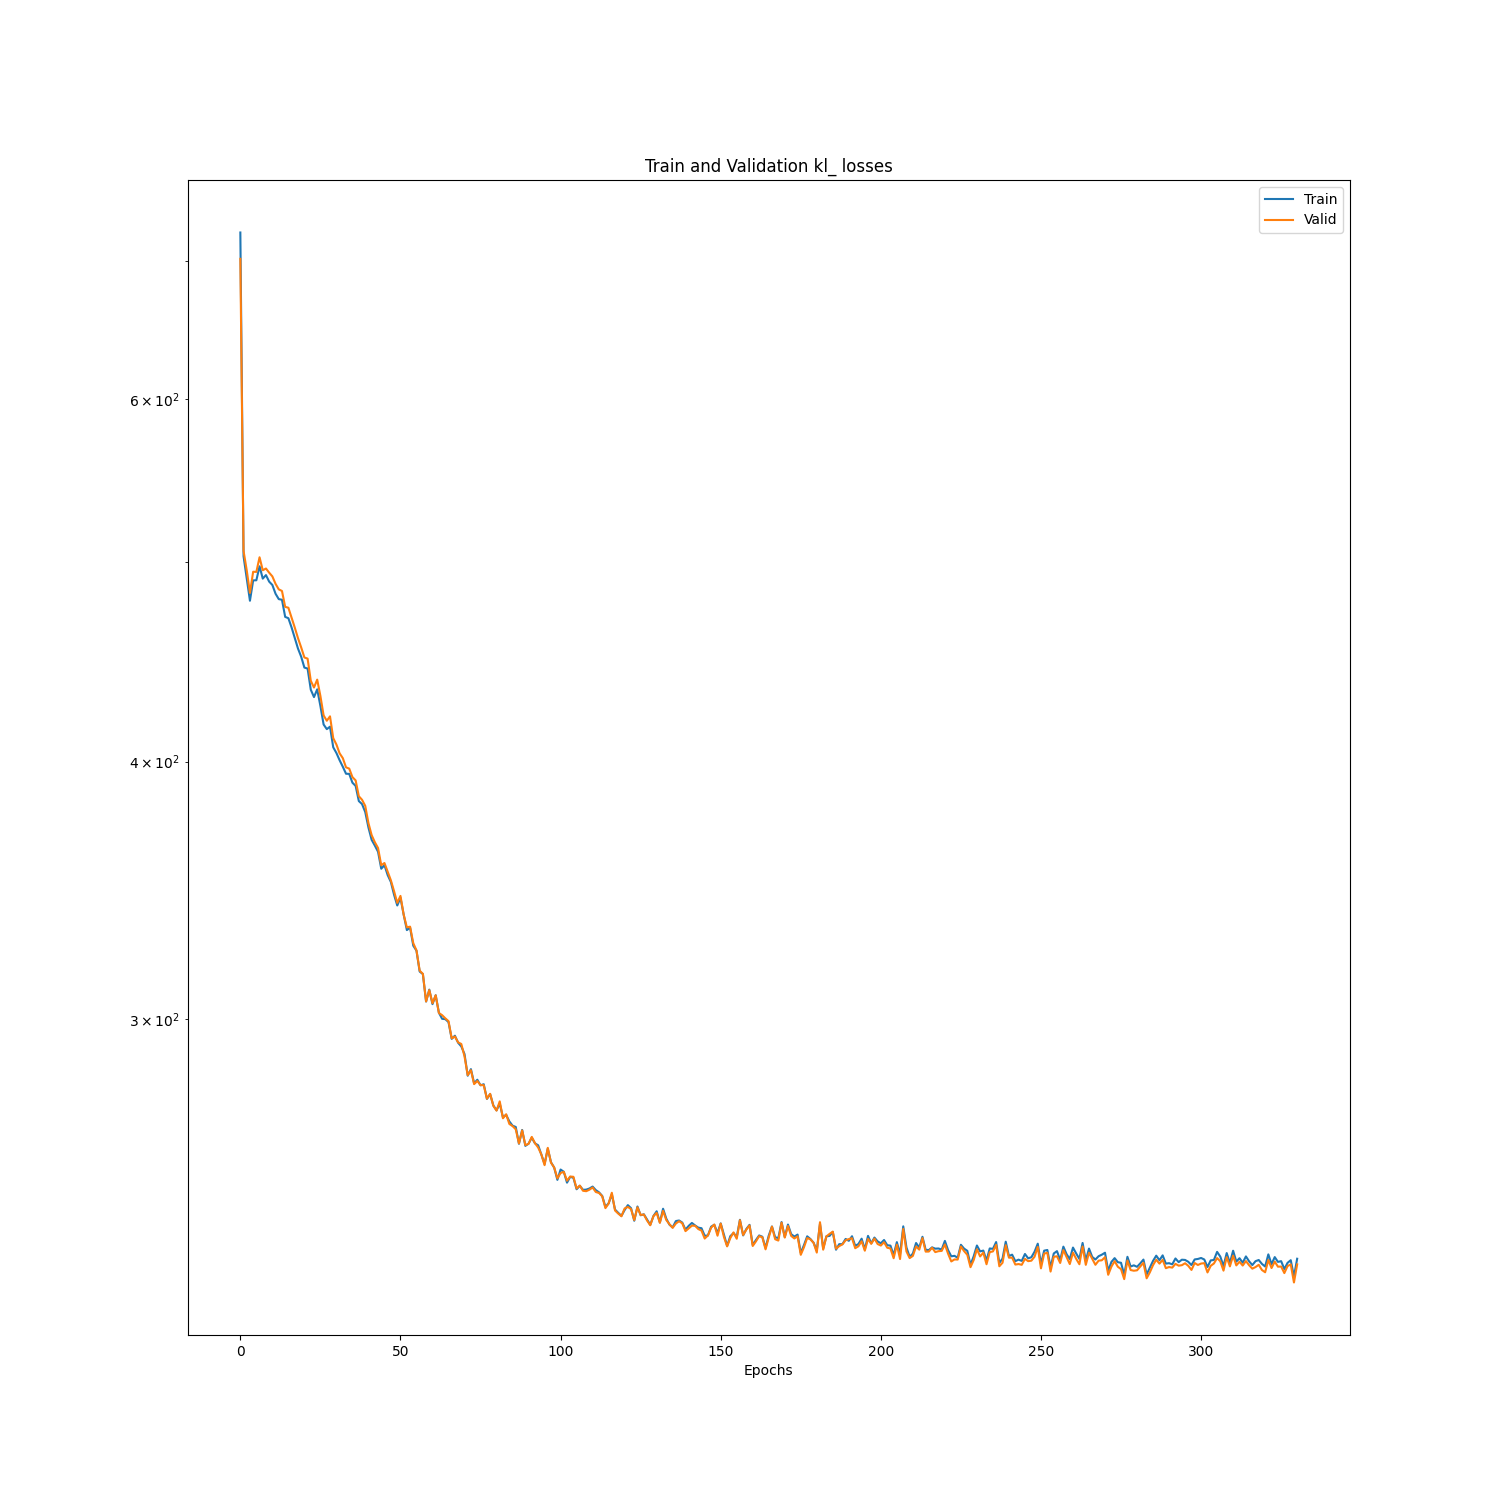 Train and Validation kl_ losses
Train
Valid
6 × 10²
4 × 10²
3 × 10²
0 50 100 150 200 250 300
Epochs